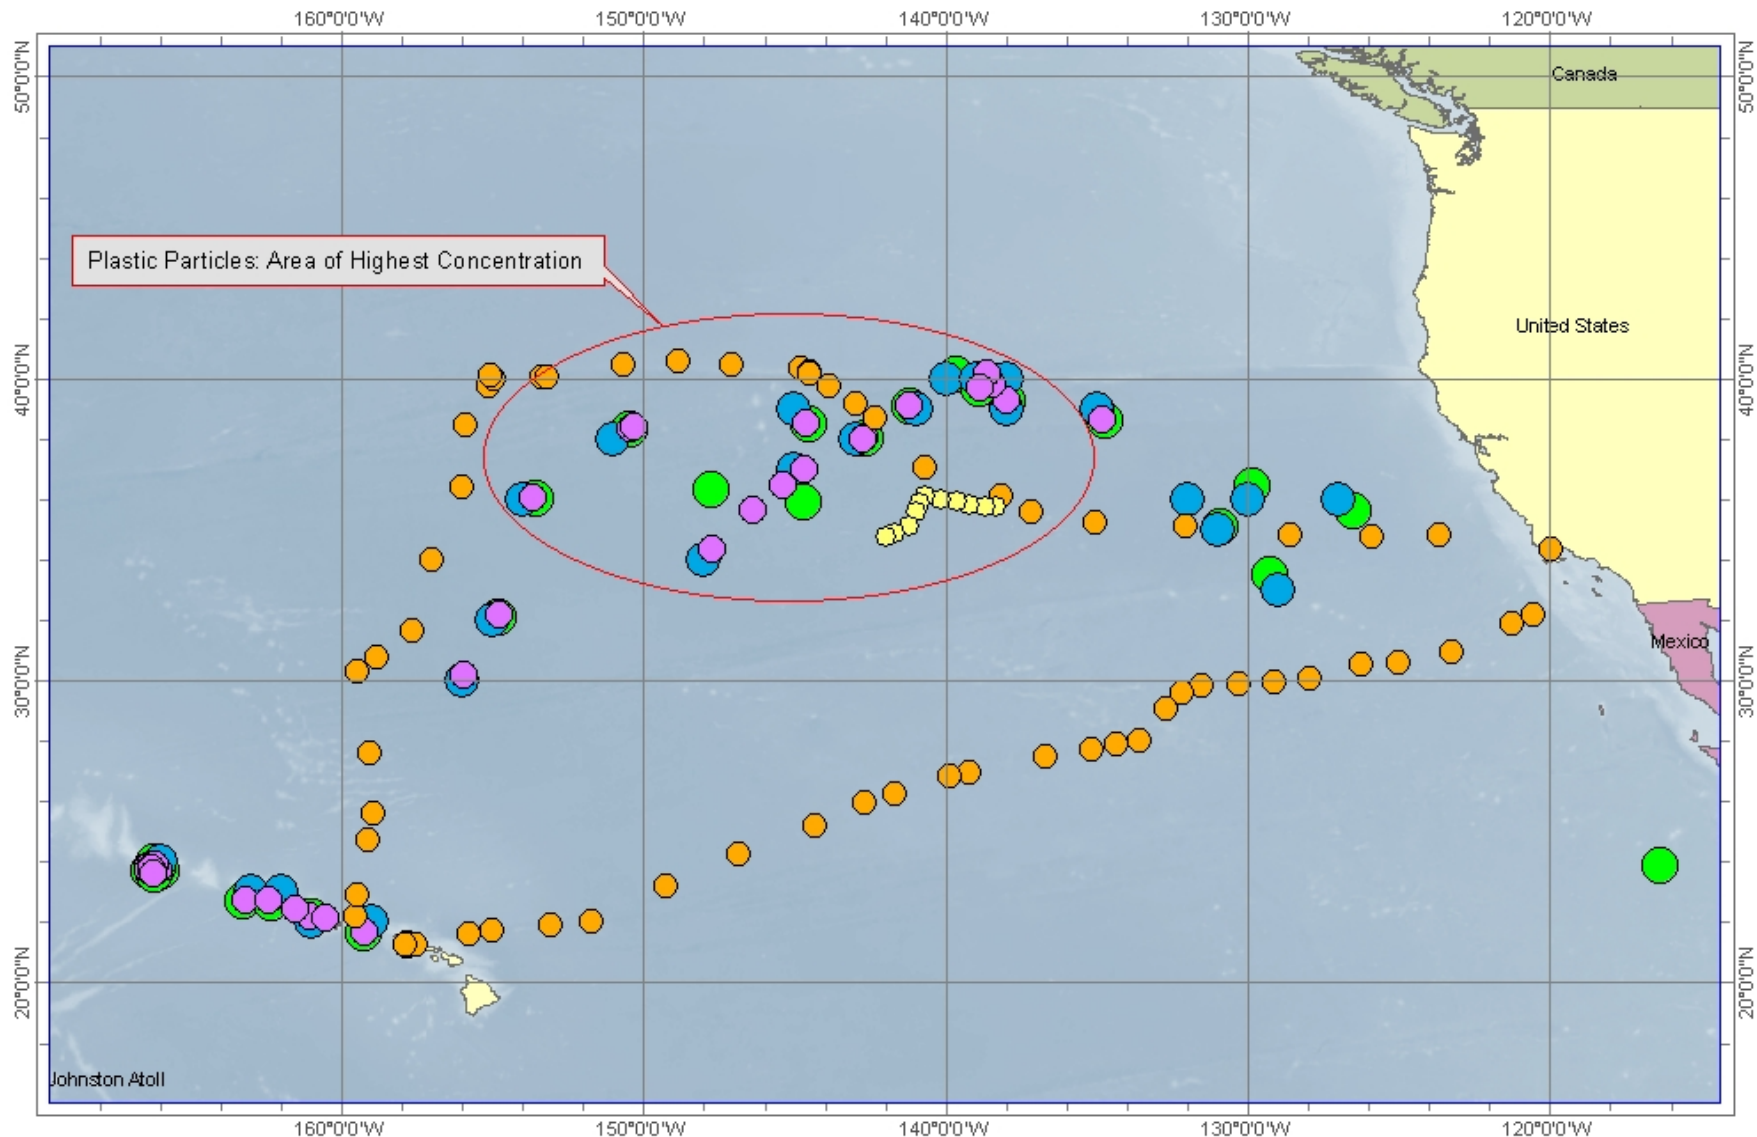 160°0'0"W 150°0'0"W 140°0'0"W 130°0'0"W 120°0'0"W
50°0'0"N 50°0'0"N
Canada
Plastic Particles: Area of Highest Concentration
United States
40°0'0"N 40°0'0"N
Mexico
30°0'0"N 30°0'0"N
20°0'0"N 20°0'0"N
Johnston Atoll
160°0'0"W 150°0'0"W 140°0'0"W 130°0'0"W 120°0'0"W